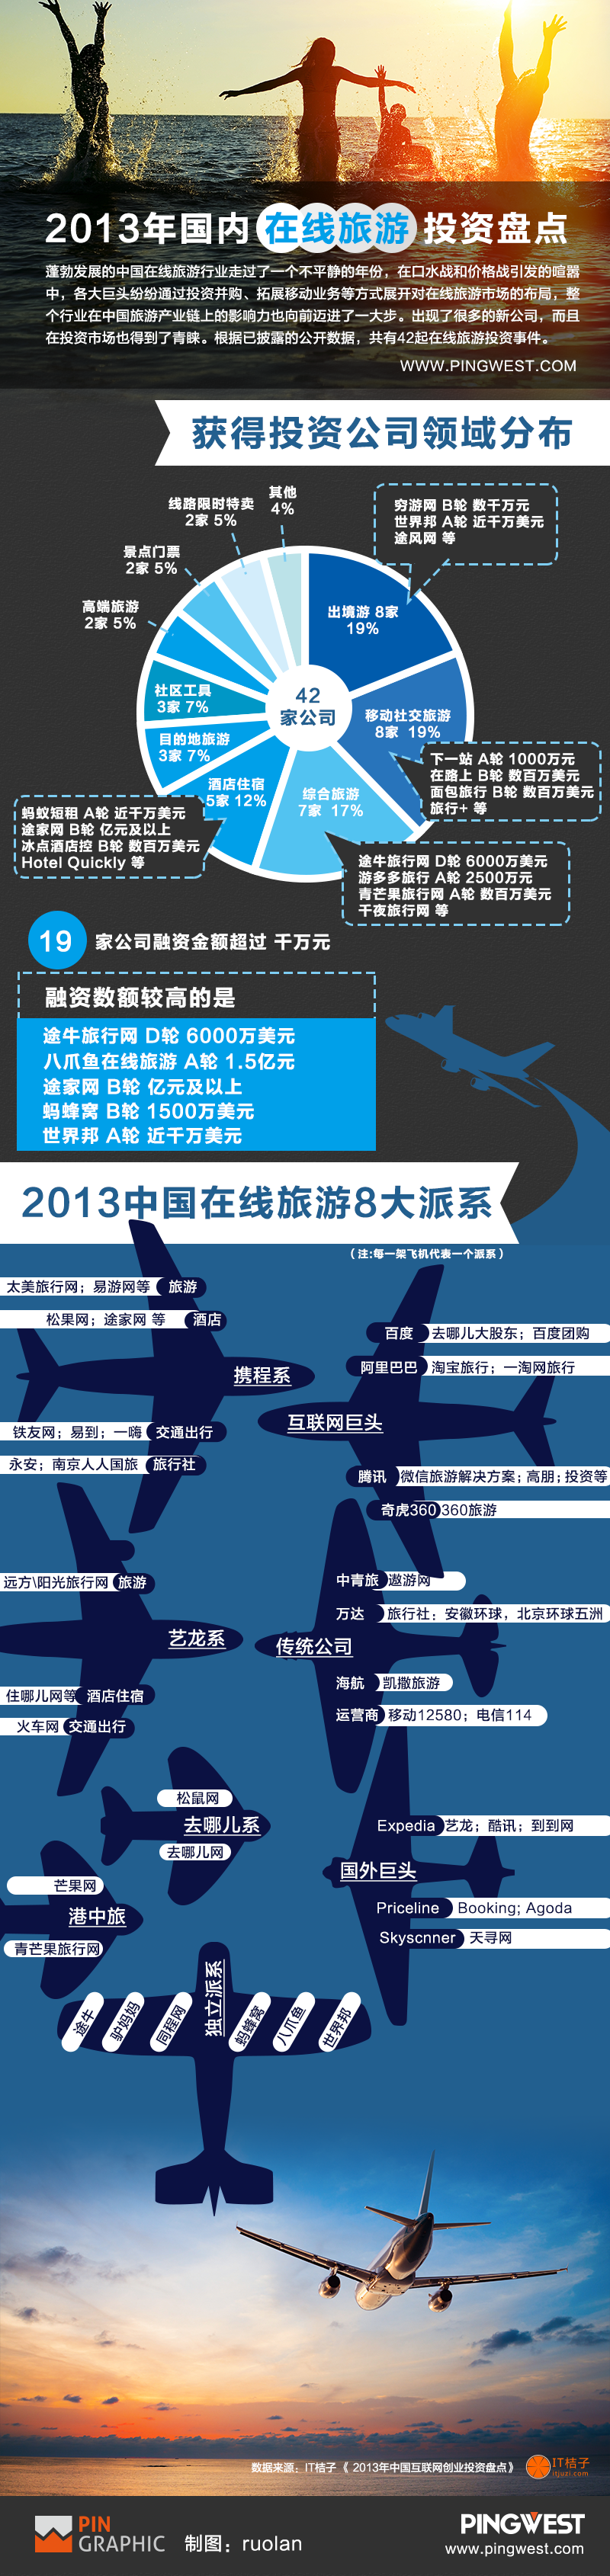 2013年国内在线旅游投资盘点
蓬勃发展的中国在线旅游行业走过了一个不平静的年份，在口水战和价格战引发的喧嚣
中，各大巨头纷纷通过投资并购、拓展移动业务等方式展开对在线旅游市场的布局，整
个行业在中国旅游产业链上的影响力也向前迈进了一大步。出现了很多的新公司，而且
在投资市场也得到了青睐。根据已披露的公开数据，共有42起在线旅游投资事件。
WWW.PINGWEST.COM
获得投资公司领域分布
其他
4%
线路限时特卖
2家 5%
景点门票
2家 5%
高端旅游
2家 5%
社区工具
3家 7%
目的地旅游
3家 7%
酒店住宿
5家 12%
综合旅游
7家 17%
移动社交旅游
8家 19%
出境游 8家
19%
42
家公司
穷游网 B轮 数千万元
世界邦 A轮 近千万美元
途风网 等
下一站 A轮 1000万元
在路上 B轮 数百万美元
面包旅行 B轮 数百万美元
旅行+ 等
蚂蚁短租 A轮 近千万美元
途家网 B轮 亿元及以上
冰点酒店控 B轮 数百万美元
Hotel Quickly 等
途牛旅行网 D轮 6000万美元
游多多旅行 A轮 2500万元
青芒果旅行网 A轮 数百万美元
千夜旅行网 等
19 家公司融资金额超过 千万元
融资数额较高的是
途牛旅行网 D轮 6000万美元
八爪鱼在线旅游 A轮 1.5亿元
途家网 B轮 亿元及以上
蚂蜂窝 B轮 1500万美元
世界邦 A轮 近千万美元
2013中国在线旅游8大派系
（注:每一架飞机代表一个派系）
太美旅行网；易游网等 旅游
松果网；途家网 等 酒店
携程系
铁友网；易到；一嗨 交通出行
永安；南京人人国旅 旅行社
百度 去哪儿大股东；百度团购
阿里巴巴 淘宝旅行；一淘网旅行
互联网巨头
腾讯 微信旅游解决方案；高朋；投资等
奇虎360 360旅游
远方\阳光旅行网 旅游
艺龙系
住哪儿网等 酒店住宿
火车网 交通出行
中青旅 遨游网
万达 旅行社：安徽环球，北京环球五洲
传统公司
海航 凯撒旅游
运营商 移动12580；电信114
松鼠网
去哪儿系
去哪儿网
Expedia 艺龙；酷讯；到到网
国外巨头
Priceline Booking; Agoda
Skyscnner 天寻网
芒果网
港中旅
青芒果旅行网
独立派系
途牛
驴妈妈
同程网
蚂蜂窝
八爪鱼
世界邦
数据来源：IT桔子《 2013年中国互联网创业投资盘点》
IT桔子
itjuzi.com
PIN
GRAPHIC
制图：ruolan
PINGWEST
www.pingwest.com